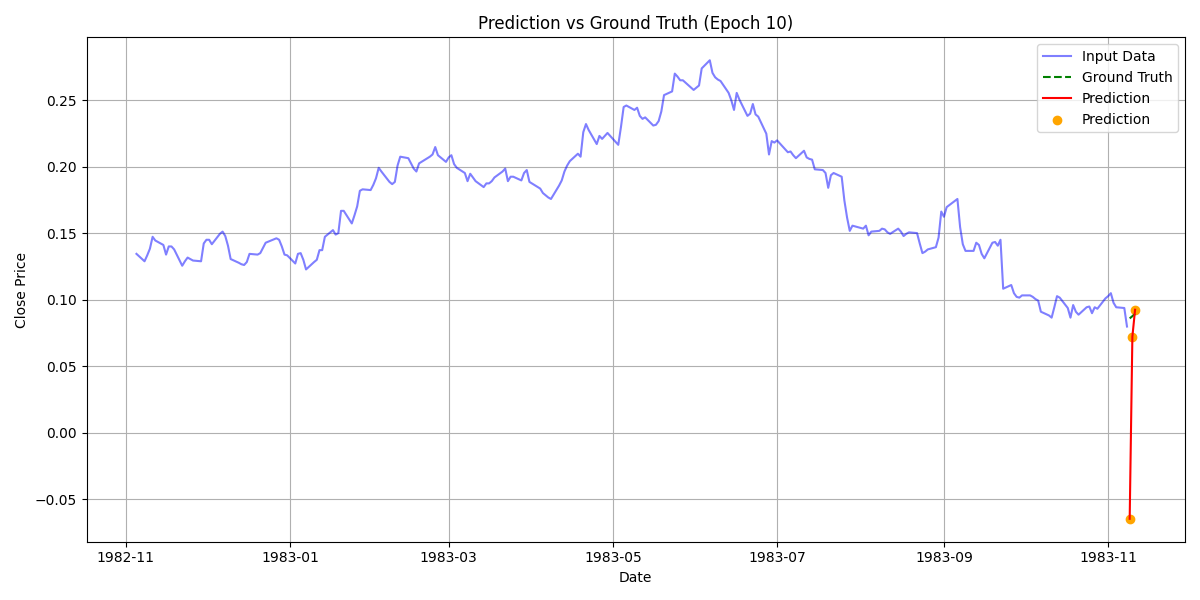 Prediction vs Ground Truth (Epoch 10)
Input Data
Ground Truth
Prediction
Prediction
Close Price
0.25
0.20
0.15
0.10
0.05
0.00
−0.05
1982-11
1983-01
1983-03
1983-05
1983-07
1983-09
1983-11
Date